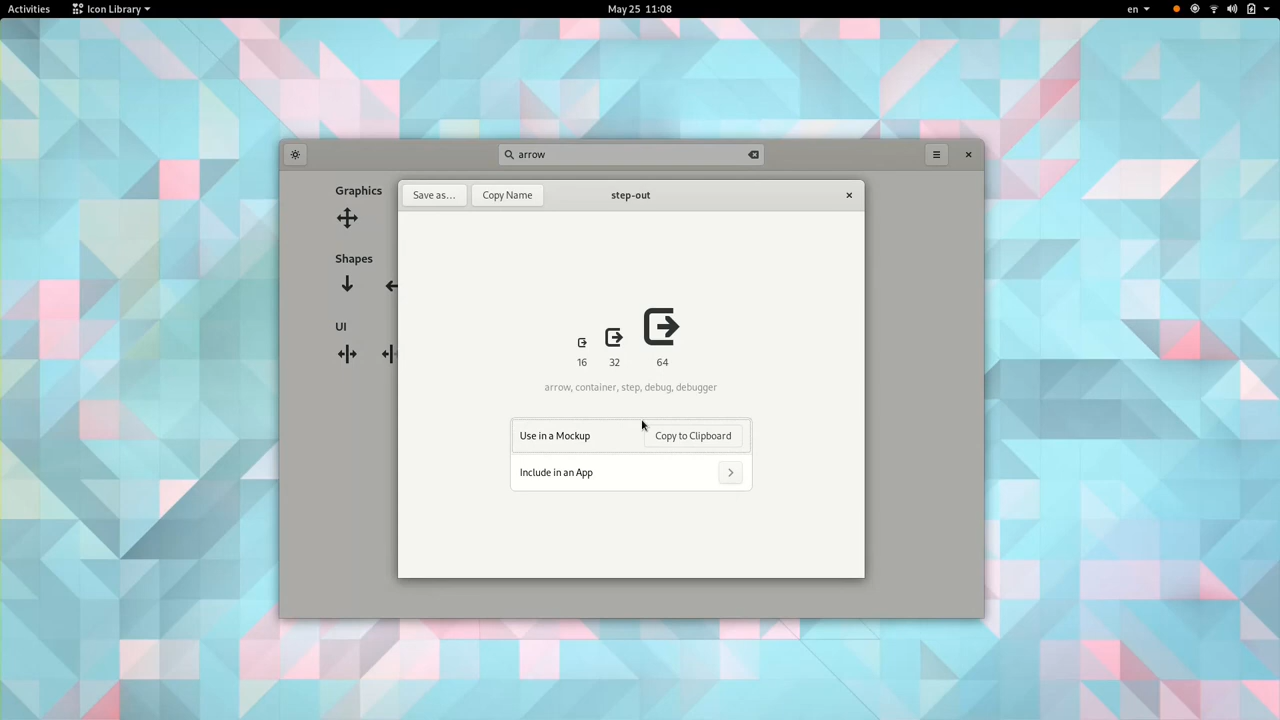 Activities
Icon Library
May 25 11:08
en
arrow
Save as…
Copy Name
step-out
Graphics
Shapes
UI
16
32
64
arrow, container, step, debug, debugger
Use in a Mockup
Copy to Clipboard
Include in an App